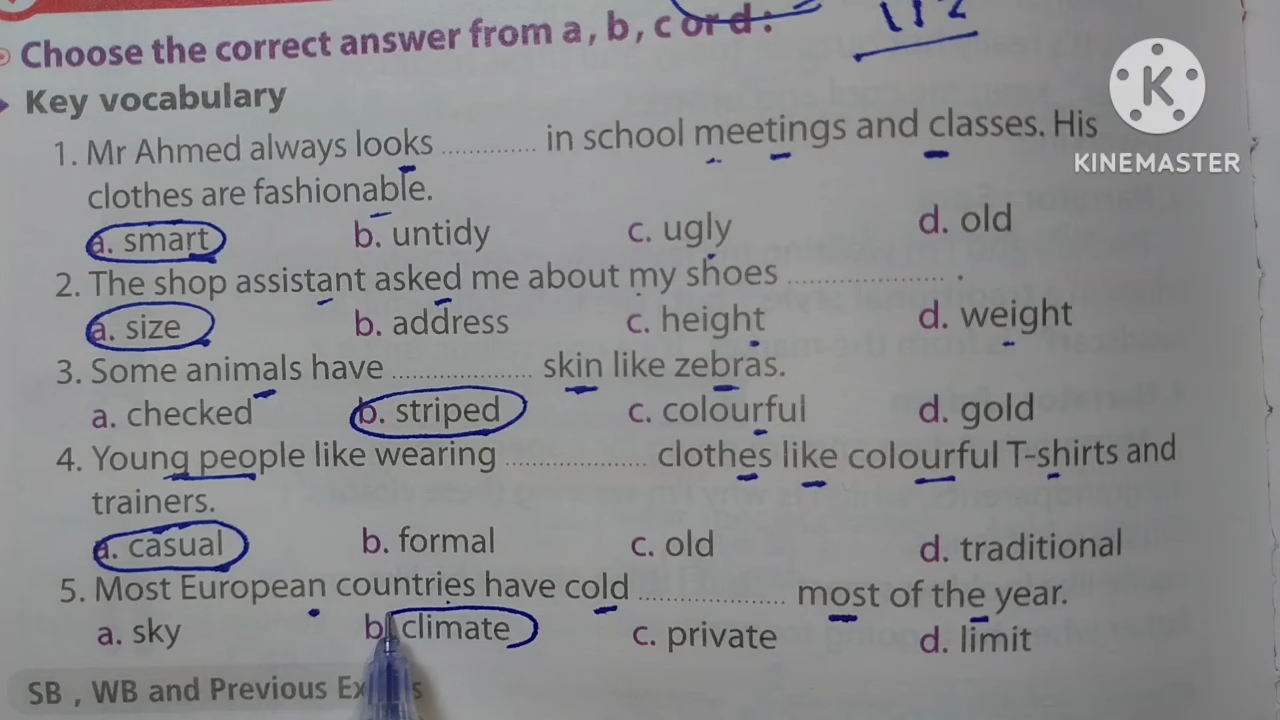 Choose the correct answer from a, b, c or d :
112
Key vocabulary
K
KINEMASTER
1. Mr Ahmed always looks ............. in school meetings and classes. His
clothes are fashionable.
a. smart b. untidy c. ugly d. old
2. The shop assistant asked me about my shoes ..................... .
a. size b. address c. height d. weight
3. Some animals have ................... skin like zebras.
a. checked b. striped c. colourful d. gold
4. Young people like wearing ................... clothes like colourful T-shirts and
trainers.
a. casual b. formal c. old d. traditional
5. Most European countries have cold .................... most of the year.
a. sky b. climate c. private d. limit
SB , WB and Previous